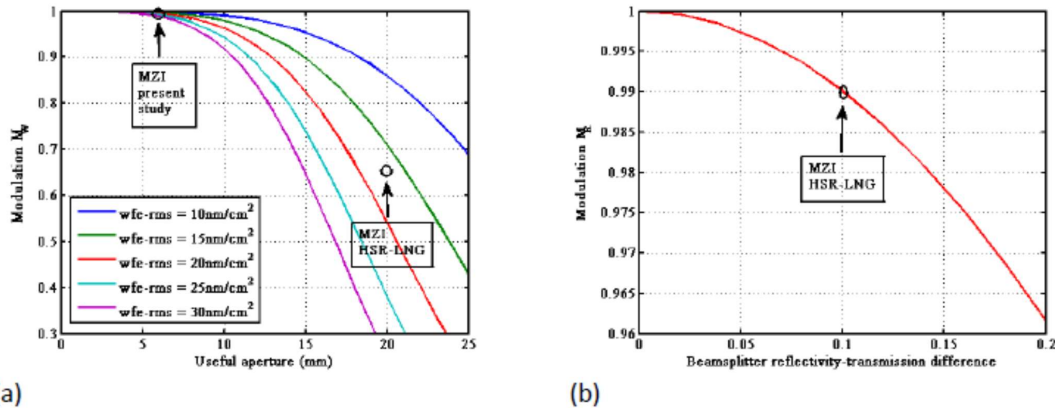 1
0.9
0.8
0.7
0.6
0.5
0.4
0.3
Modulation M_W
MZI
present
study
MZI
HSR-LNG
wfe-rms = 10nm/cm²
wfe-rms = 15nm/cm²
wfe-rms = 20nm/cm²
wfe-rms = 25nm/cm²
wfe-rms = 30nm/cm²
0 5 10 15 20 25
Useful aperture (mm)
a)
1
0.995
0.99
0.985
0.98
0.975
0.97
0.965
0.96
Modulation M_R
MZI
HSR-LNG
0 0.05 0.1 0.15 0.2
Beamsplitter reflectivity-transmission difference
(b)